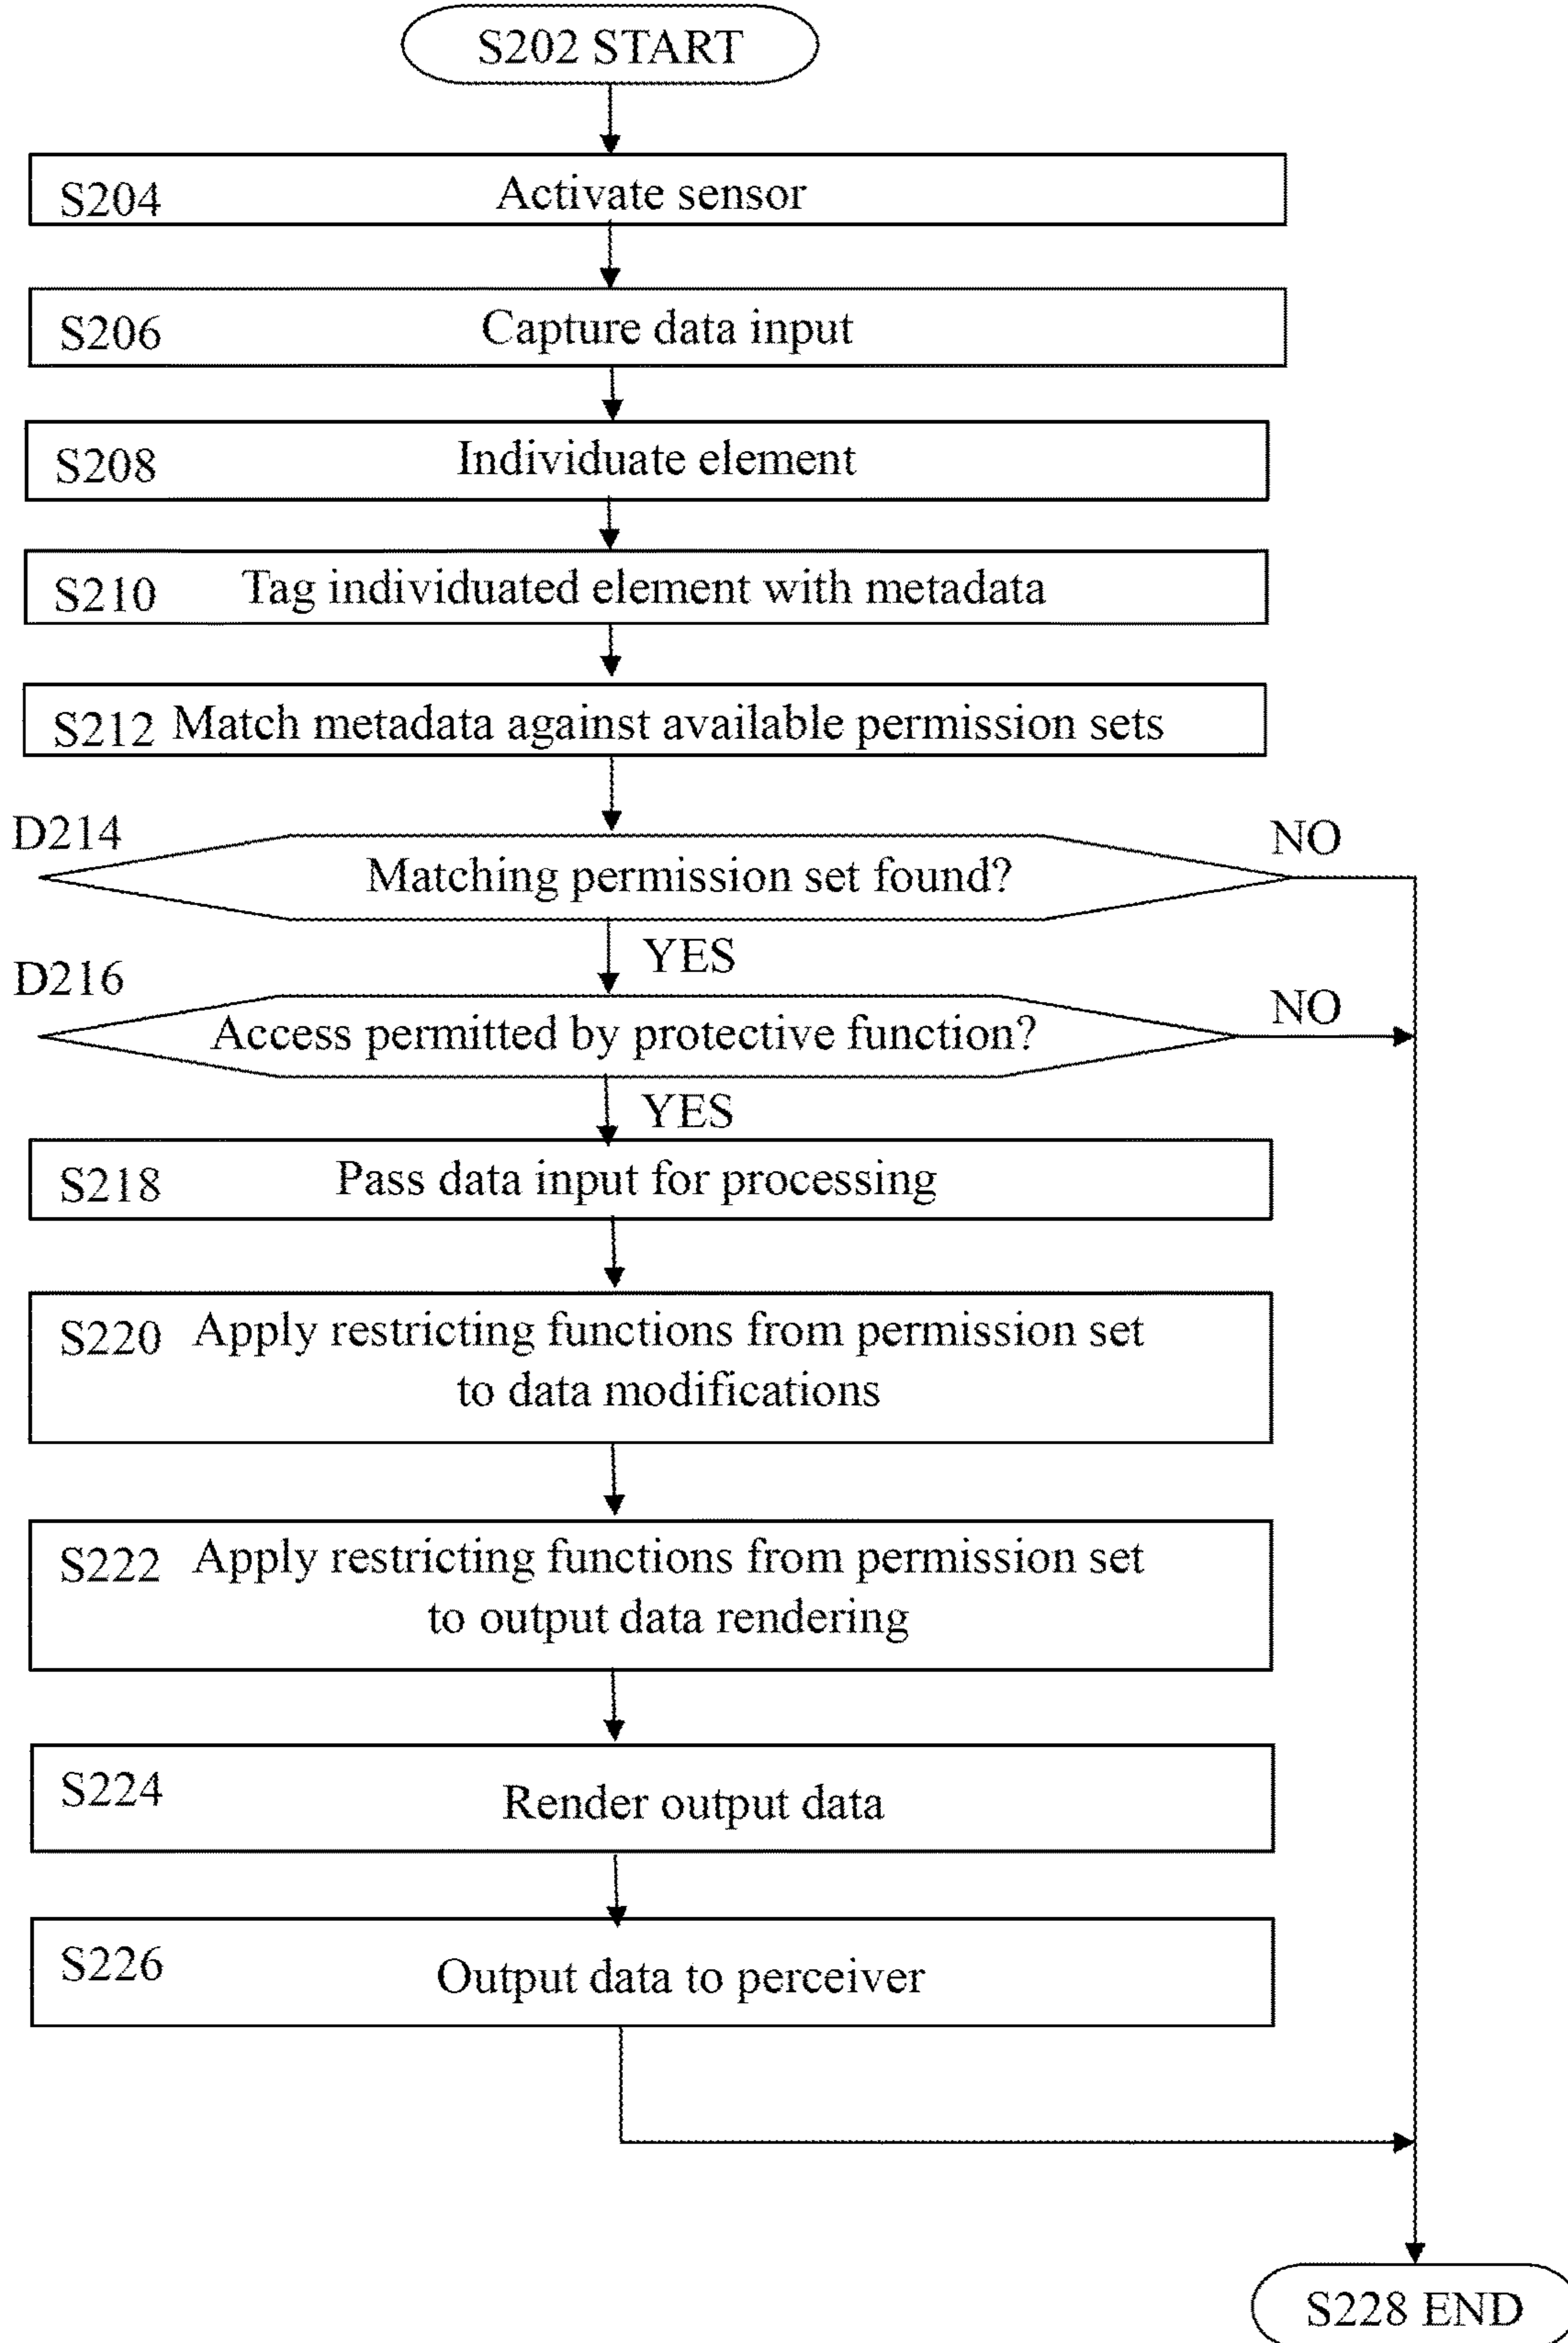 S202 START
S204 Activate sensor
S206 Capture data input
S208 Individuate element
S210 Tag individuated element with metadata
S212 Match metadata against available permission sets
D214
NO
Matching permission set found?
YES
D216
NO
Access permitted by protective function?
YES
S218 Pass data input for processing
S220 Apply restricting functions from permission set
to data modifications
S222 Apply restricting functions from permission set
to output data rendering
S224 Render output data
S226 Output data to perceiver
S228 END